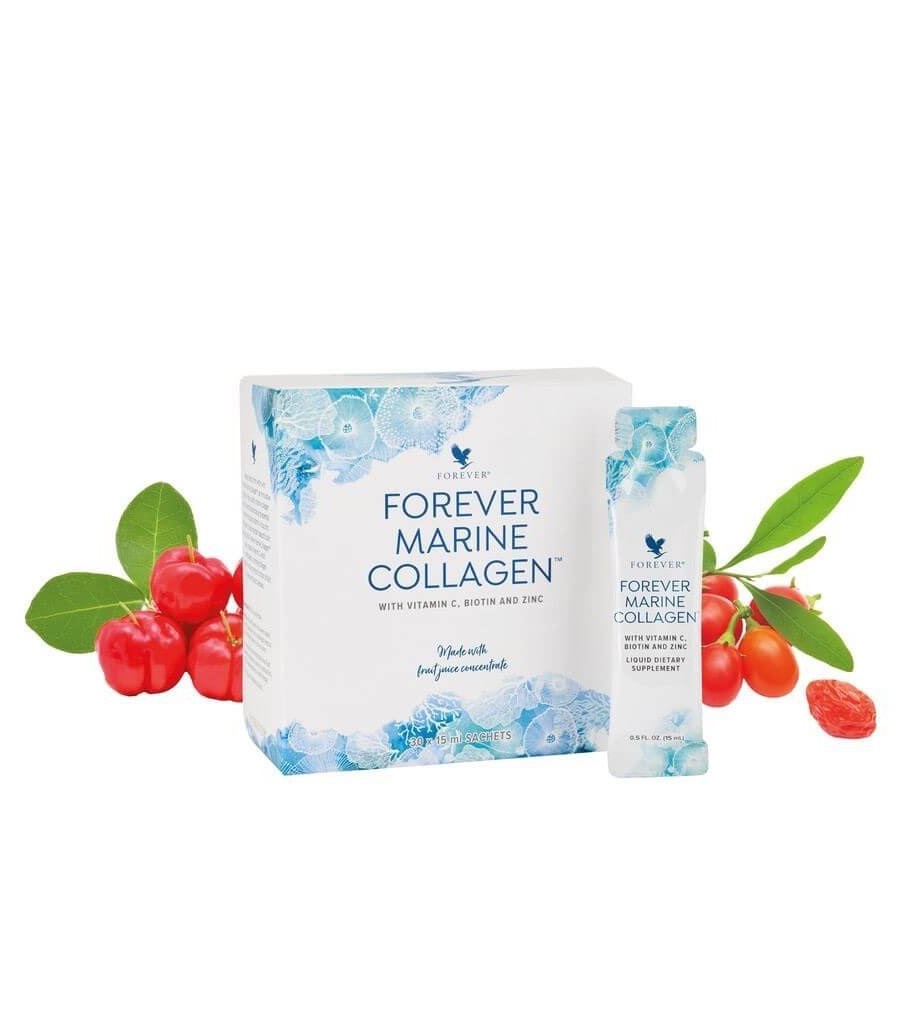 FOREVER®
FOREVER
MARINE
COLLAGEN™
WITH VITAMIN C, BIOTIN AND ZINC
Made with
fruit juice concentrate
30 x 15 ml SACHETS
FOREVER®
FOREVER
MARINE
COLLAGEN™
WITH VITAMIN C,
BIOTIN AND ZINC
LIQUID DIETARY
SUPPLEMENT
0.5 FL. OZ. (15 mL)